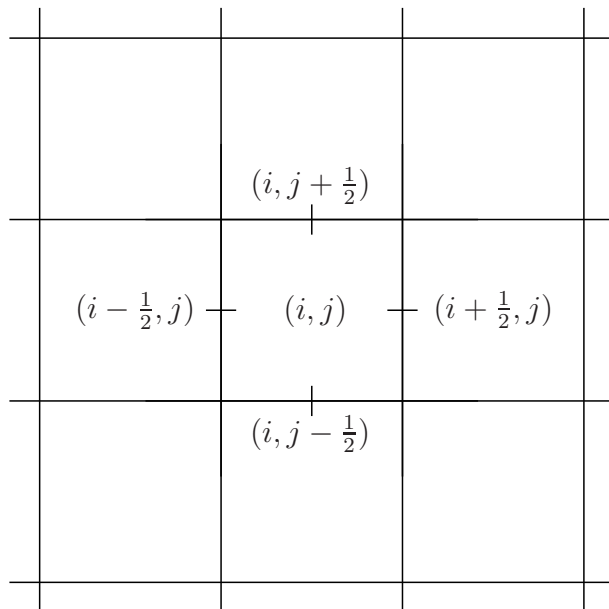 (i, j + 1/2)
(i − 1/2, j) (i, j) (i + 1/2, j)
(i, j − 1/2)